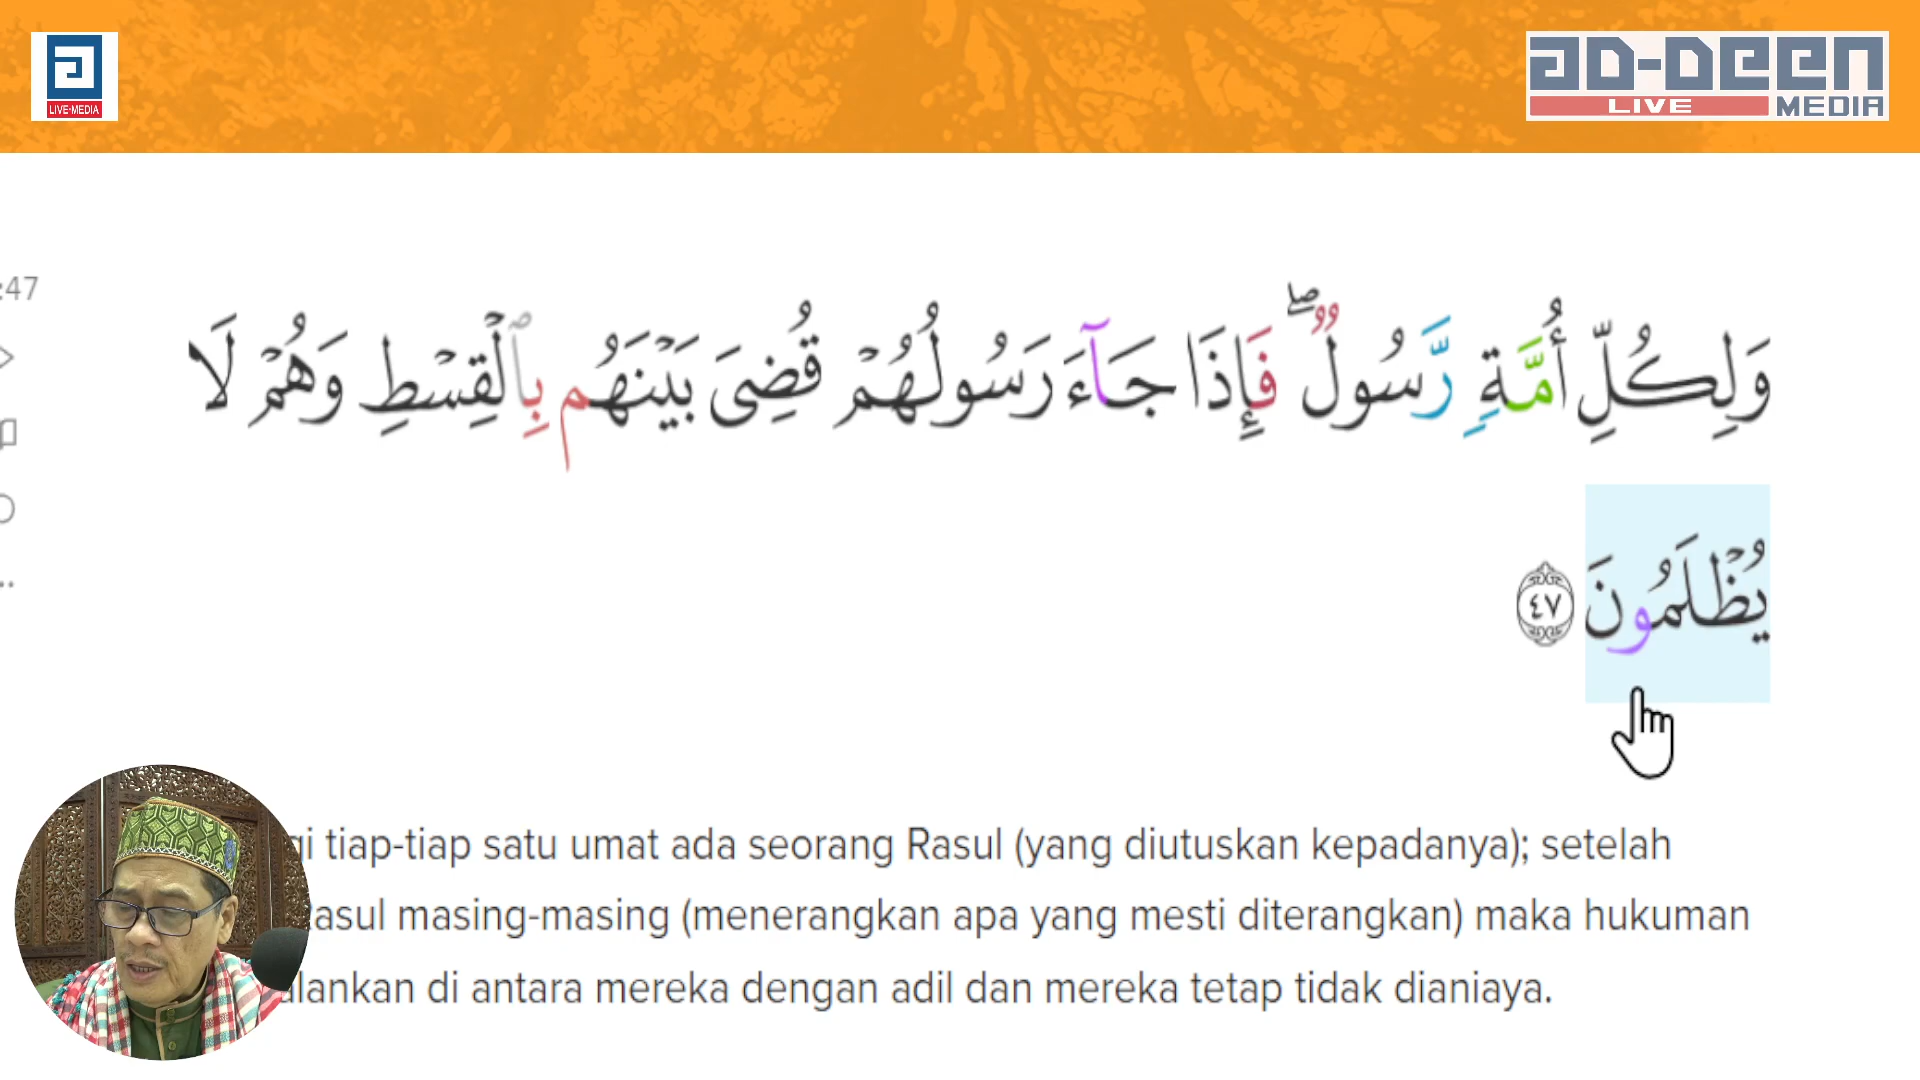 LIVE-MEDIA
AD-DEEN
LIVE MEDIA
:47
وَلِكُلِّ أُمَّةٍ رَّسُولٌ ۖ فَإِذَا جَآءَ رَسُولُهُمْ قُضِىَ بَيْنَهُم بِٱلْقِسْطِ وَهُمْ لَا
يُظْلَمُونَ ٤٧
gi tiap-tiap satu umat ada seorang Rasul (yang diutuskan kepadanya); setelah
asul masing-masing (menerangkan apa yang mesti diterangkan) maka hukuman
alankan di antara mereka dengan adil dan mereka tetap tidak dianiaya.